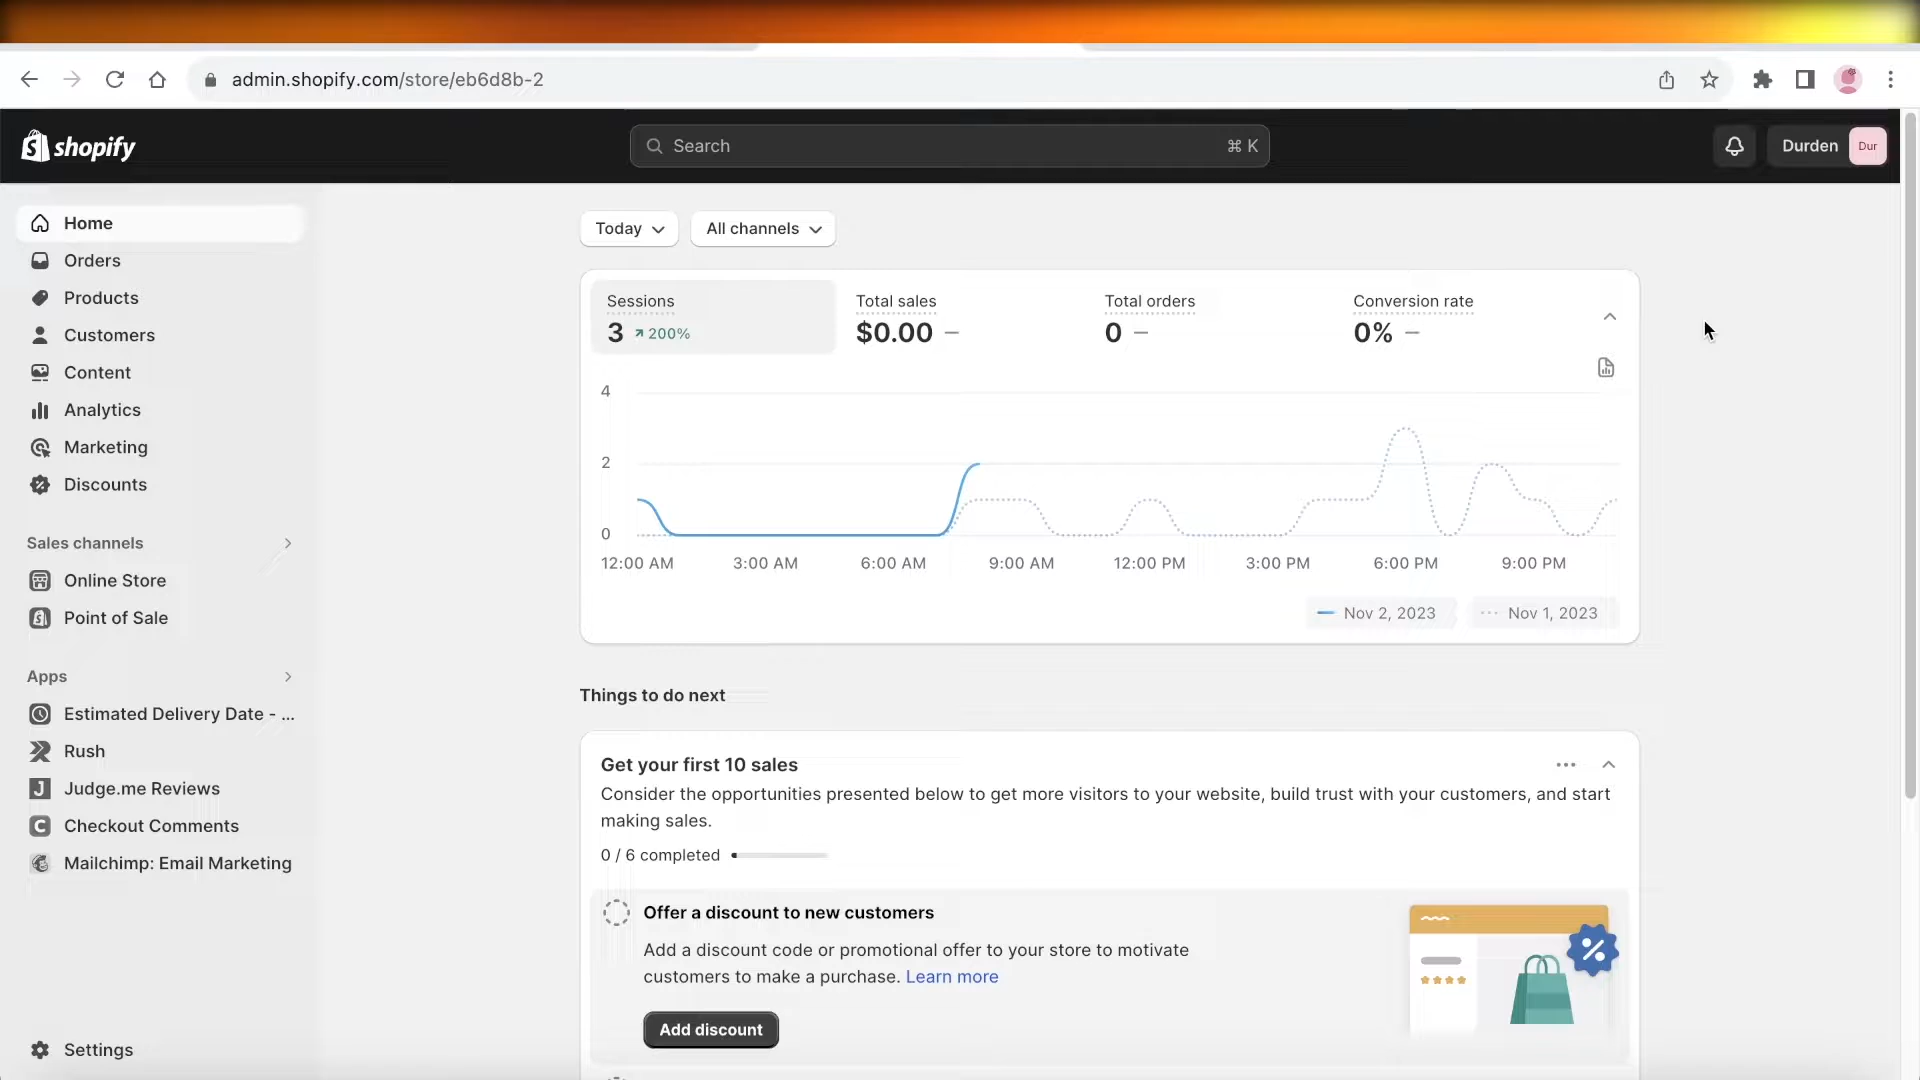 admin.shopify.com/store/eb6d8b-2
shopify
Search
⌘ K
Durden
Dur
Home
Orders
Products
Customers
Content
Analytics
Marketing
Discounts
Sales channels
Online Store
Point of Sale
Apps
Estimated Delivery Date - ...
Rush
Judge.me Reviews
Checkout Comments
Mailchimp: Email Marketing
Settings
Today
All channels
Sessions
3 200%
Total sales
$0.00 —
Total orders
0 —
Conversion rate
0% —
4
2
0
12:00 AM 3:00 AM 6:00 AM 9:00 AM 12:00 PM 3:00 PM 6:00 PM 9:00 PM
Nov 2, 2023
Nov 1, 2023
Things to do next
Get your first 10 sales
Consider the opportunities presented below to get more visitors to your website, build trust with your customers, and start
making sales.
0 / 6 completed
Offer a discount to new customers
Add a discount code or promotional offer to your store to motivate
customers to make a purchase. Learn more
Add discount